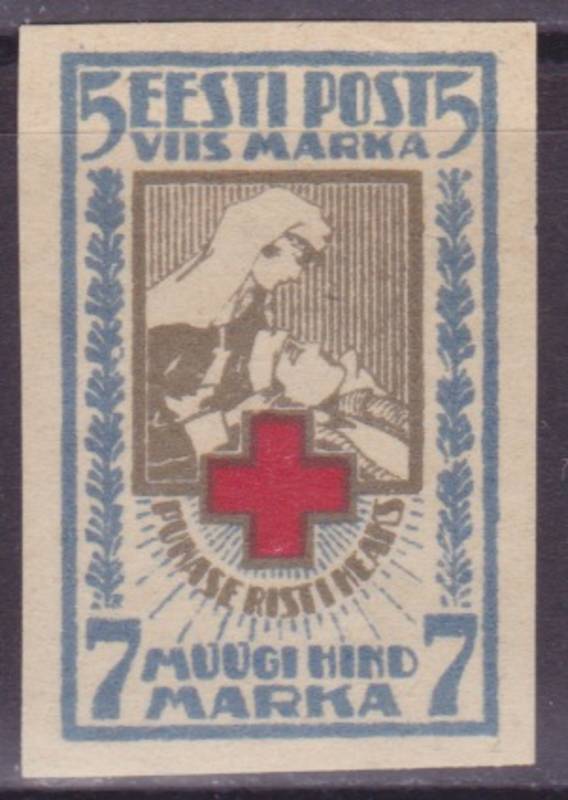 5 EESTI POST 5
VIIS MARKA
PUNASE RISTI HEAKS
7 MÜÜGI HIND 7
MARKA